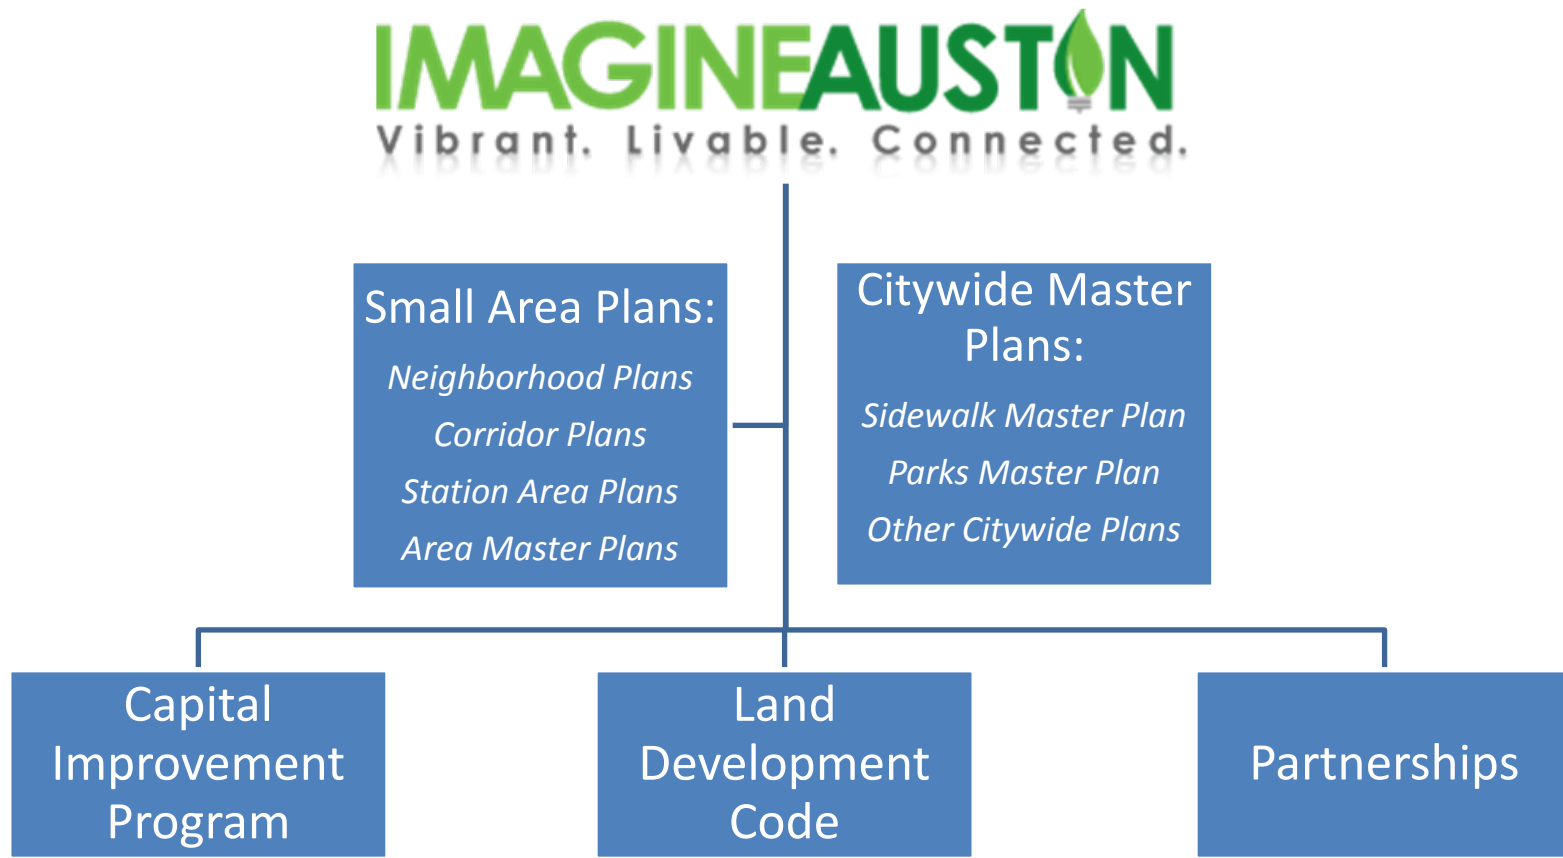 IMAGINEAUSTIN
Vibrant. Livable. Connected.
Small Area Plans:
Neighborhood Plans
Corridor Plans
Station Area Plans
Area Master Plans
Citywide Master
Plans:
Sidewalk Master Plan
Parks Master Plan
Other Citywide Plans
Capital
Improvement
Program
Land
Development
Code
Partnerships